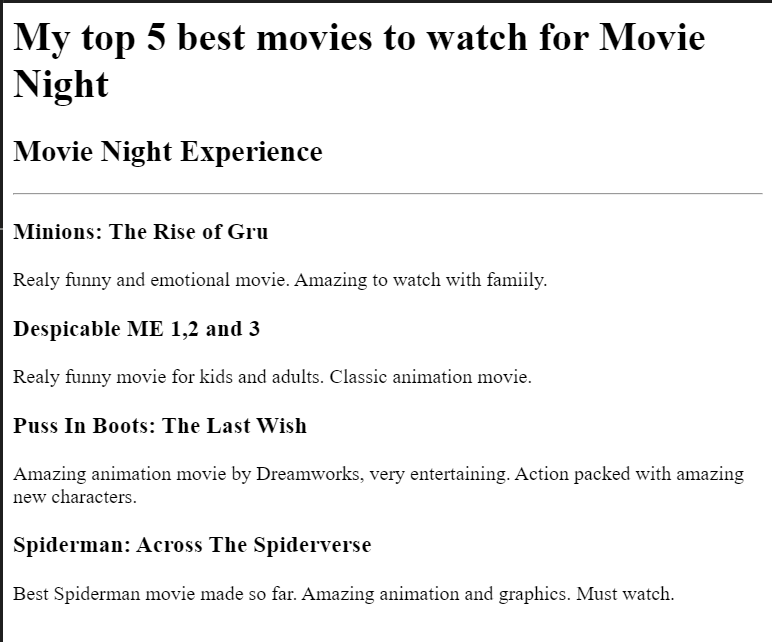 My top 5 best movies to watch for Movie
Night
Movie Night Experience
Minions: The Rise of Gru
Realy funny and emotional movie. Amazing to watch with famiily.
Despicable ME 1,2 and 3
Realy funny movie for kids and adults. Classic animation movie.
Puss In Boots: The Last Wish
Amazing animation movie by Dreamworks, very entertaining. Action packed with amazing
new characters.
Spiderman: Across The Spiderverse
Best Spiderman movie made so far. Amazing animation and graphics. Must watch.